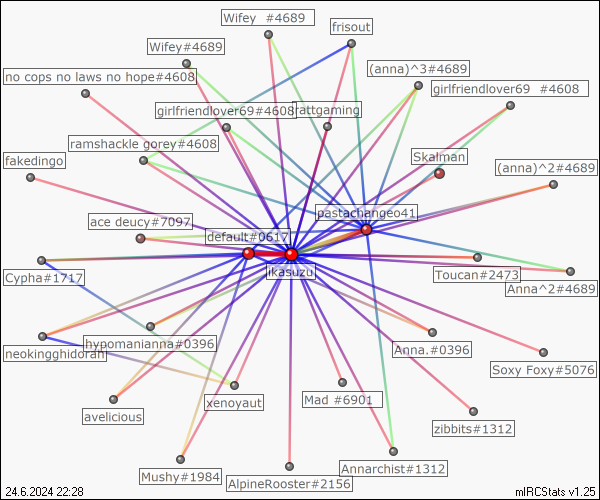 Wifey  #4689
frisout
Wifey#4689
no cops no laws no hope#4608
(anna)^3#4689
girlfriendlover69  #4608
girlfriendlover69#4608
rattgaming
ramshackle gorey#4608
Skalman
fakedingo
(anna)^2#4689
pastachangeo41
ace deucy#7097
default#0617
ikasuzu
Cypha#1717
Toucan#2473
Anna^2#4689
hypomanianna#0396
neokingghidorah
Anna.#0396
Soxy Foxy#5076
xenoyaut
Mad #6901
avelicious
zibbits#1312
Annarchist#1312
Mushy#1984
AlpineRooster#2156
24.6.2024 22:28
mIRCStats v1.25